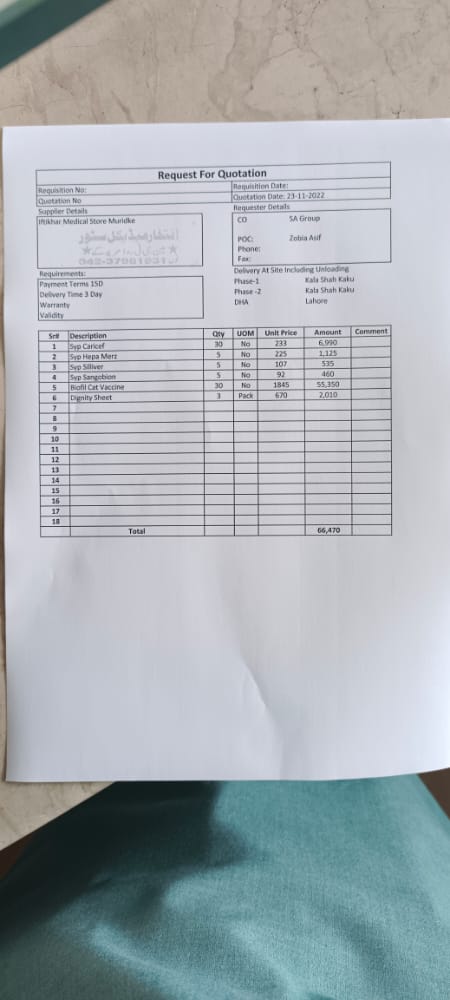 Request For Quotation
Requisition No: Requisition Date:
Quotation No Quotation Date: 23-11-2022
Supplier Details Requester Details
Iftikhar Medical Store Muridke
CO SA Group
POC: Zobia Asif
Phone:
Fax:
Requirements: Delivery At Site Including Unloading
Payment Terms 15D Phase-1 Kala Shah Kaku
Delivery Time 3 Day Phase -2 Kala Shah Kaku
Warranty DHA Lahore
Validity
Sr# Description Qty UOM Unit Price Amount Comment
1 Syp Caricef 30 No 233 6,990
2 Syp Hepa Merz 5 No 225 1,125
3 Syp Silliver 5 No 107 535
4 Syp Sangobion 5 No 92 460
5 Biofil Cat Vaccine 30 No 1845 55,350
6 Dignity Sheet 3 Pack 670 2,010
7
8
9
10
11
12
13
14
15
16
17
18
Total 66,470